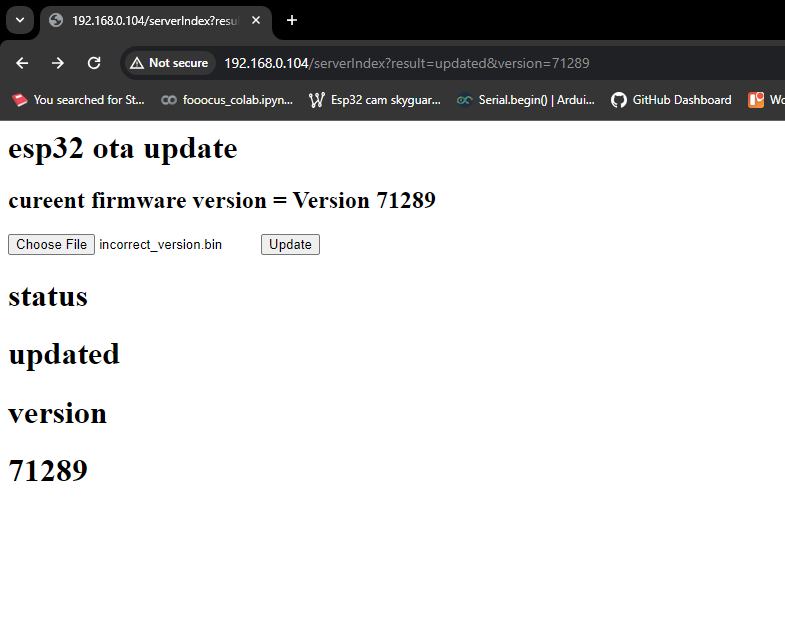 192.168.0.104/serverIndex?resu
Not secure 192.168.0.104/serverIndex?result=updated&version=71289
You searched for St... fooocus_colab.ipyn... Esp32 cam skyguar... Serial.begin() | Ardui... GitHub Dashboard Wo
esp32 ota update
cureent firmware version = Version 71289
Choose File incorrect_version.bin Update
status
updated
version
71289